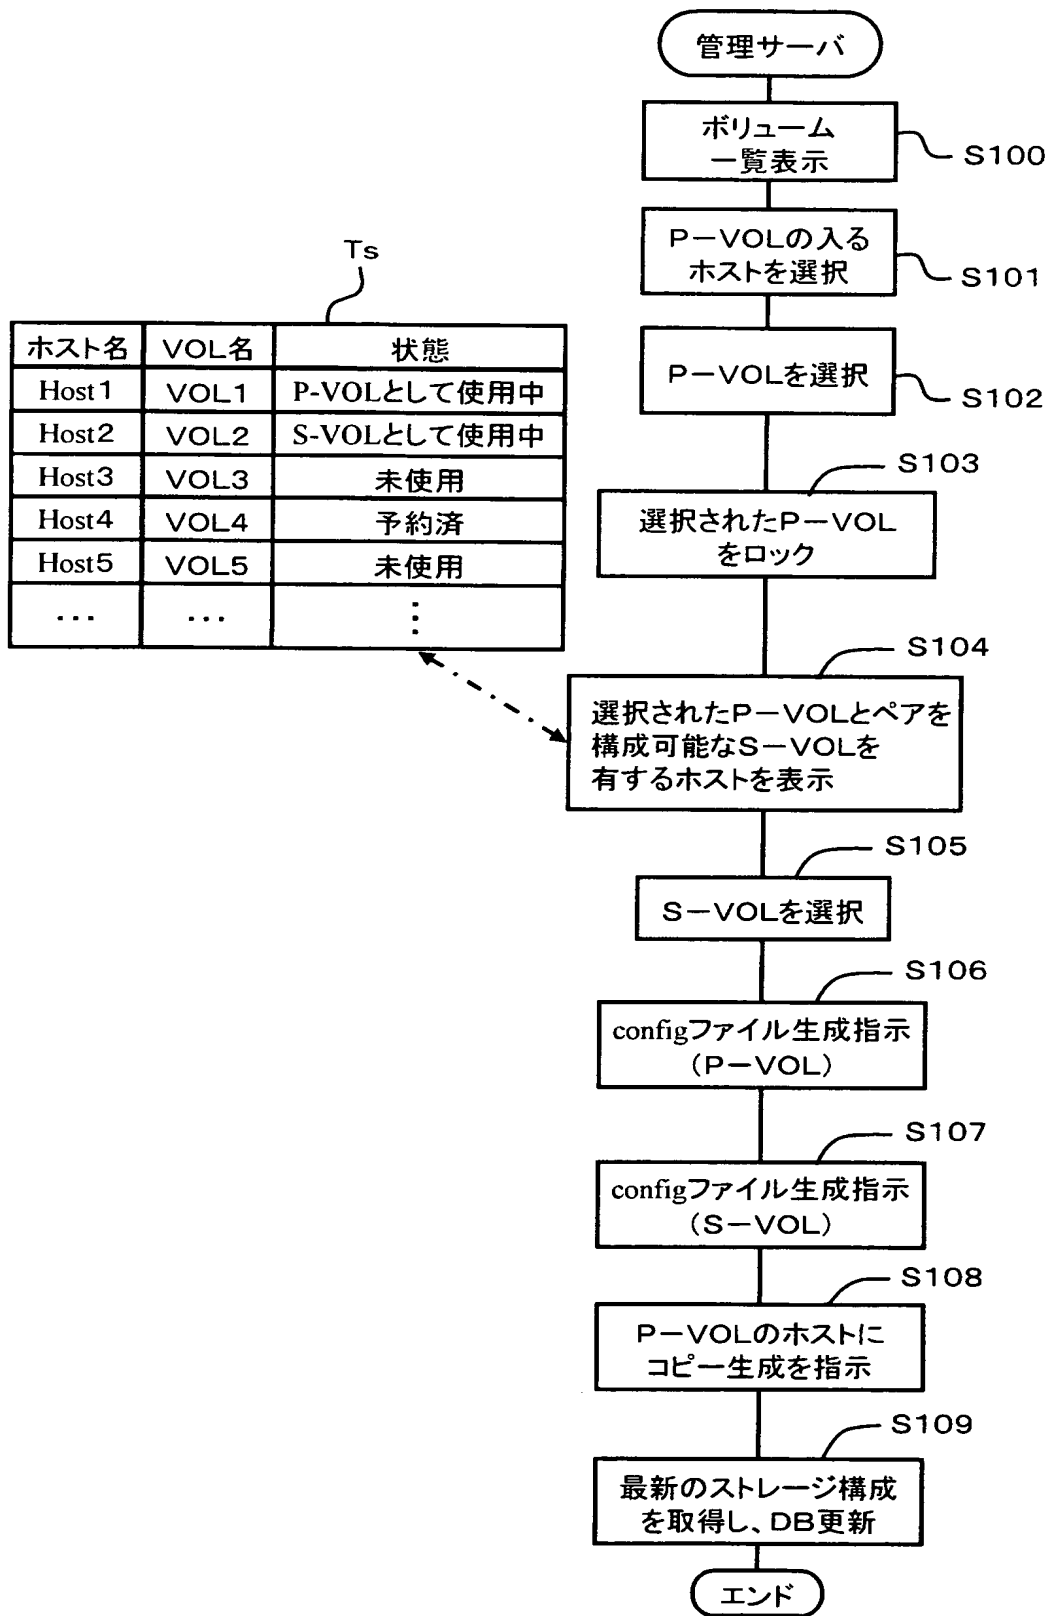 管理サーバ
ボリューム
一覧表示
S100
P－VOLの入る
ホストを選択
S101
P－VOLを選択
S102
Ts
ホスト名 VOL名 状態
Host1 VOL1 P-VOLとして使用中
Host2 VOL2 S-VOLとして使用中
Host3 VOL3 未使用
Host4 VOL4 予約済
Host5 VOL5 未使用
… … ⋮
S103
選択されたP－VOL
をロック
S104
選択されたP－VOLとペアを
構成可能なS－VOLを
有するホストを表示
S105
S－VOLを選択
S106
configファイル生成指示
（P－VOL）
S107
configファイル生成指示
（S－VOL）
S108
P－VOLのホストに
コピー生成を指示
S109
最新のストレージ構成
を取得し、DB更新
エンド